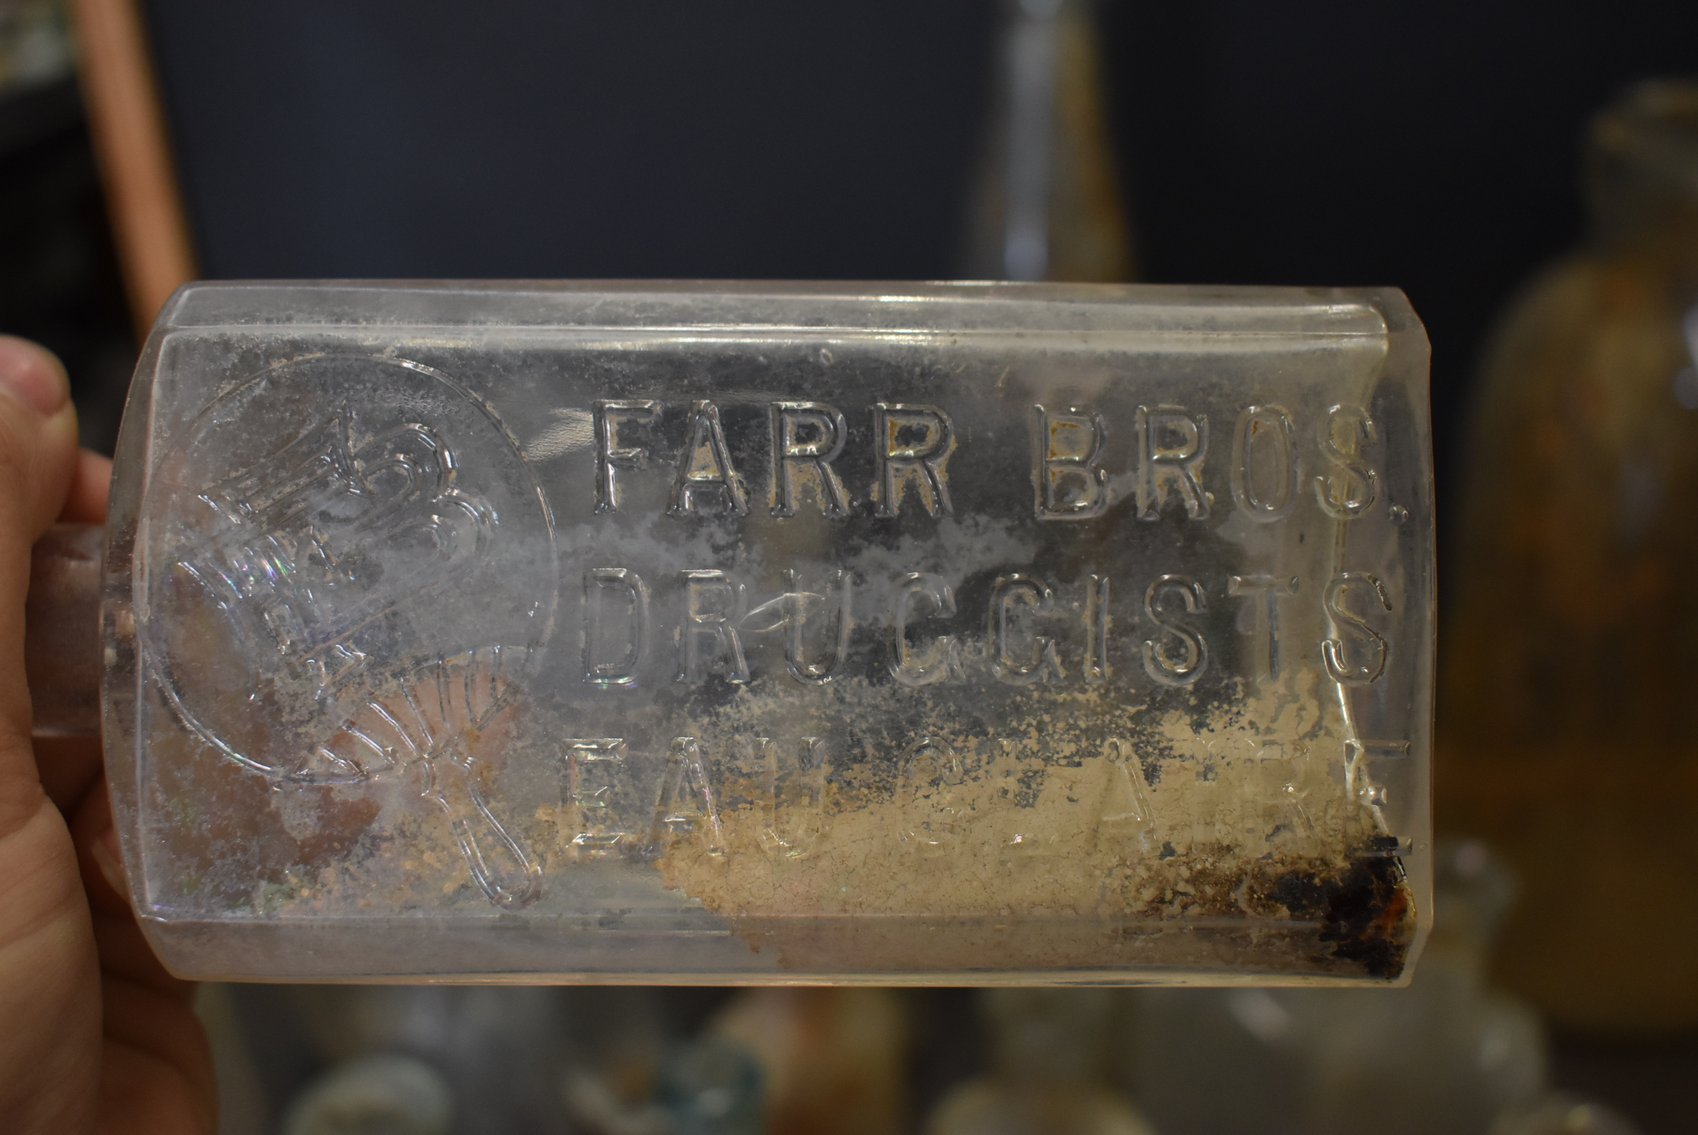 FARR BROS.
DRUGGISTS
EAU CLAIRE